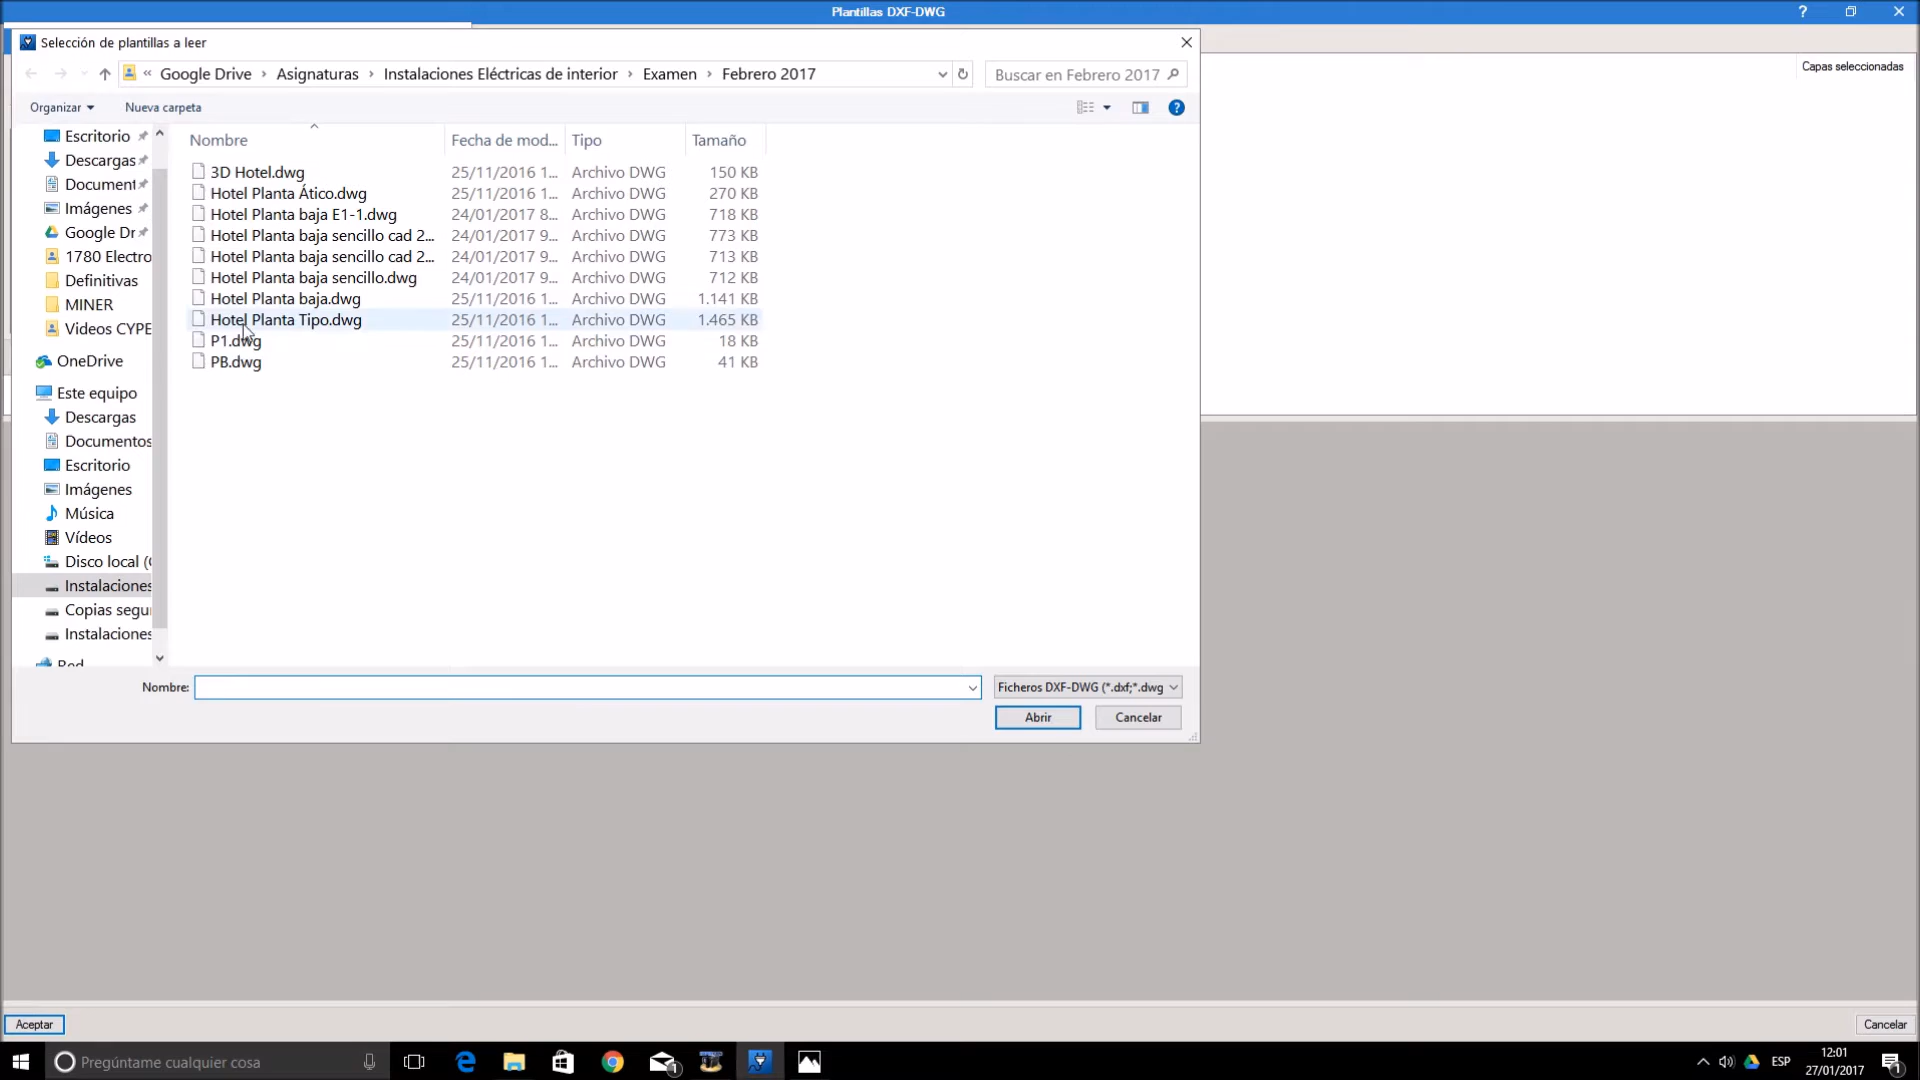 Plantillas DXF-DWG
?
Selección de plantillas a leer
Capas seleccionadas
« Google Drive › Asignaturas › Instalaciones Eléctricas de interior › Examen › Febrero 2017
Buscar en Febrero 2017
Organizar
Nueva carpeta
?
Nombre Fecha de mod... Tipo Tamaño
3D Hotel.dwg 25/11/2016 1... Archivo DWG 150 KB
Hotel Planta Ático.dwg 25/11/2016 1... Archivo DWG 270 KB
Hotel Planta baja E1-1.dwg 24/01/2017 8... Archivo DWG 718 KB
Hotel Planta baja sencillo cad 2... 24/01/2017 9... Archivo DWG 773 KB
Hotel Planta baja sencillo cad 2... 24/01/2017 9... Archivo DWG 713 KB
Hotel Planta baja sencillo.dwg 24/01/2017 9... Archivo DWG 712 KB
Hotel Planta baja.dwg 25/11/2016 1... Archivo DWG 1.141 KB
Hotel Planta Tipo.dwg 25/11/2016 1... Archivo DWG 1.465 KB
P1.dwg 25/11/2016 1... Archivo DWG 18 KB
PB.dwg 25/11/2016 1... Archivo DWG 41 KB
Escritorio
Descargas
Document
Imágenes
Google Dr
1780 Electro
Definitivas
MINER
Videos CYPE
OneDrive
Este equipo
Descargas
Documentos
Escritorio
Imágenes
Música
Vídeos
Disco local (
Instalaciones
Copias segu
Instalaciones
Red
Nombre:
Ficheros DXF-DWG (*.dxf;*.dwg
Abrir
Cancelar
Aceptar
Cancelar
Pregúntame cualquier cosa
1
ESP
12:01
27/01/2017
1